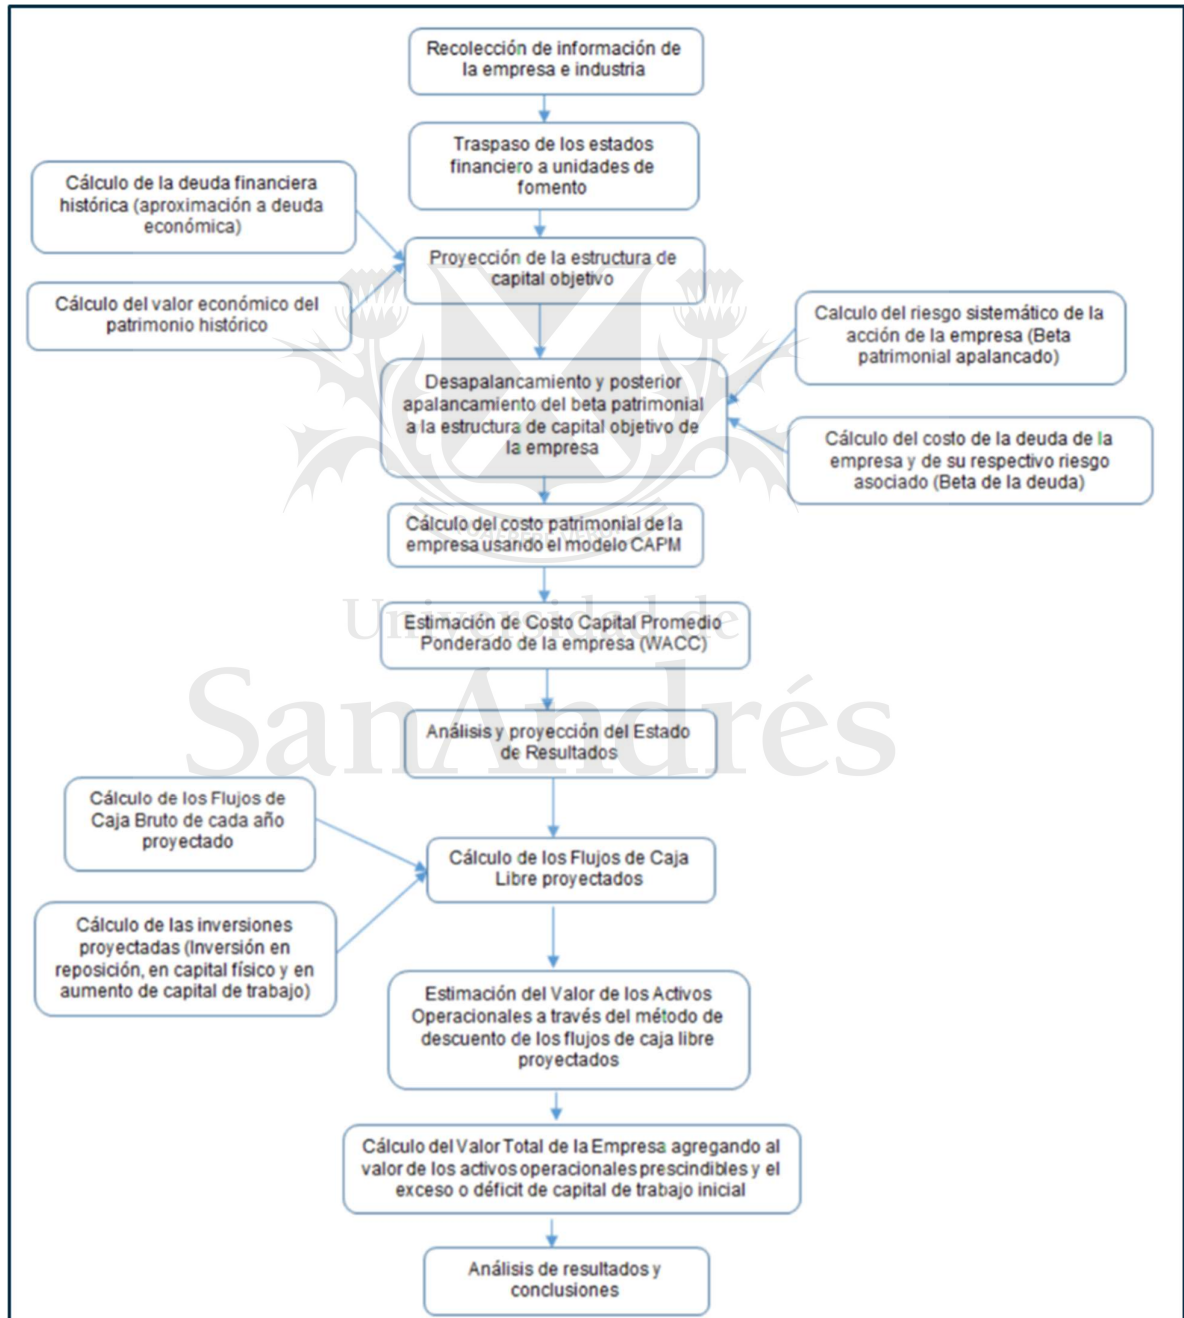 Recolección de información de
la empresa e industria
Traspaso de los estados
financiero a unidades de
fomento
Cálculo de la deuda financiera
histórica (aproximación a deuda
económica)
Proyección de la estructura de
capital objetivo
Cálculo del valor económico del
patrimonio histórico
Calculo del riesgo sistemático de la
acción de la empresa (Beta
patrimonial apalancado)
Desapalancamiento y posterior
apalancamiento del beta patrimonial
a la estructura de capital objetivo de
la empresa
Cálculo del costo de la deuda de la
empresa y de su respectivo riesgo
asociado (Beta de la deuda)
Cálculo del costo patrimonial de la
empresa usando el modelo CAPM
Estimación de Costo Capital Promedio
Ponderado de la empresa (WACC)
Universidad de
SanAndrés
Análisis y proyección del Estado
de Resultados
Cálculo de los Flujos de
Caja Bruto de cada año
proyectado
Cálculo de los Flujos de Caja
Libre proyectados
Cálculo de las inversiones
proyectadas (Inversión en
reposición, en capital físico y en
aumento de capital de trabajo)
Estimación del Valor de los Activos
Operacionales a través del método de
descuento de los flujos de caja libre
proyectados
Cálculo del Valor Total de la Empresa agregando al
valor de los activos operacionales prescindibles y el
exceso o déficit de capital de trabajo inicial
Análisis de resultados y
conclusiones